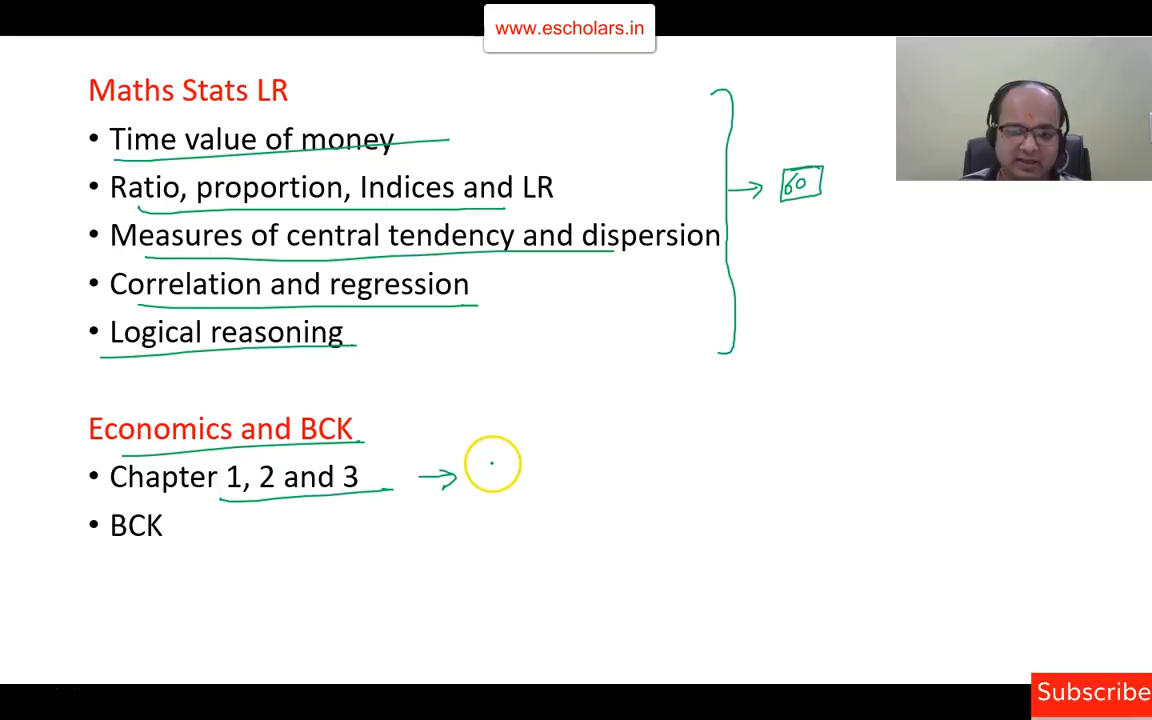 www.escholars.in
Maths Stats LR
• Time value of money
• Ratio, proportion, Indices and LR
60
• Measures of central tendency and dispersion
• Correlation and regression
• Logical reasoning
Economics and BCK
• Chapter 1, 2 and 3
• BCK
Subscribe